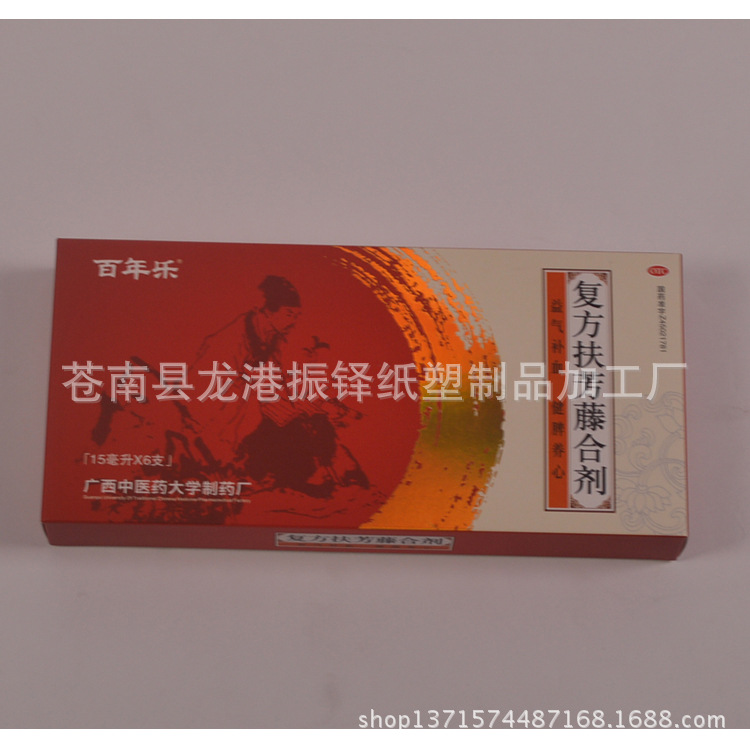 百年乐
「15毫升X6支」
广西中医药大学制药厂
OTC
国药准字Z45021781
复方扶芳藤合剂
益气补血 健脾养心
复方扶芳藤合剂
苍南县龙港振铎纸塑制品加工厂
shop1371574487168.1688.com